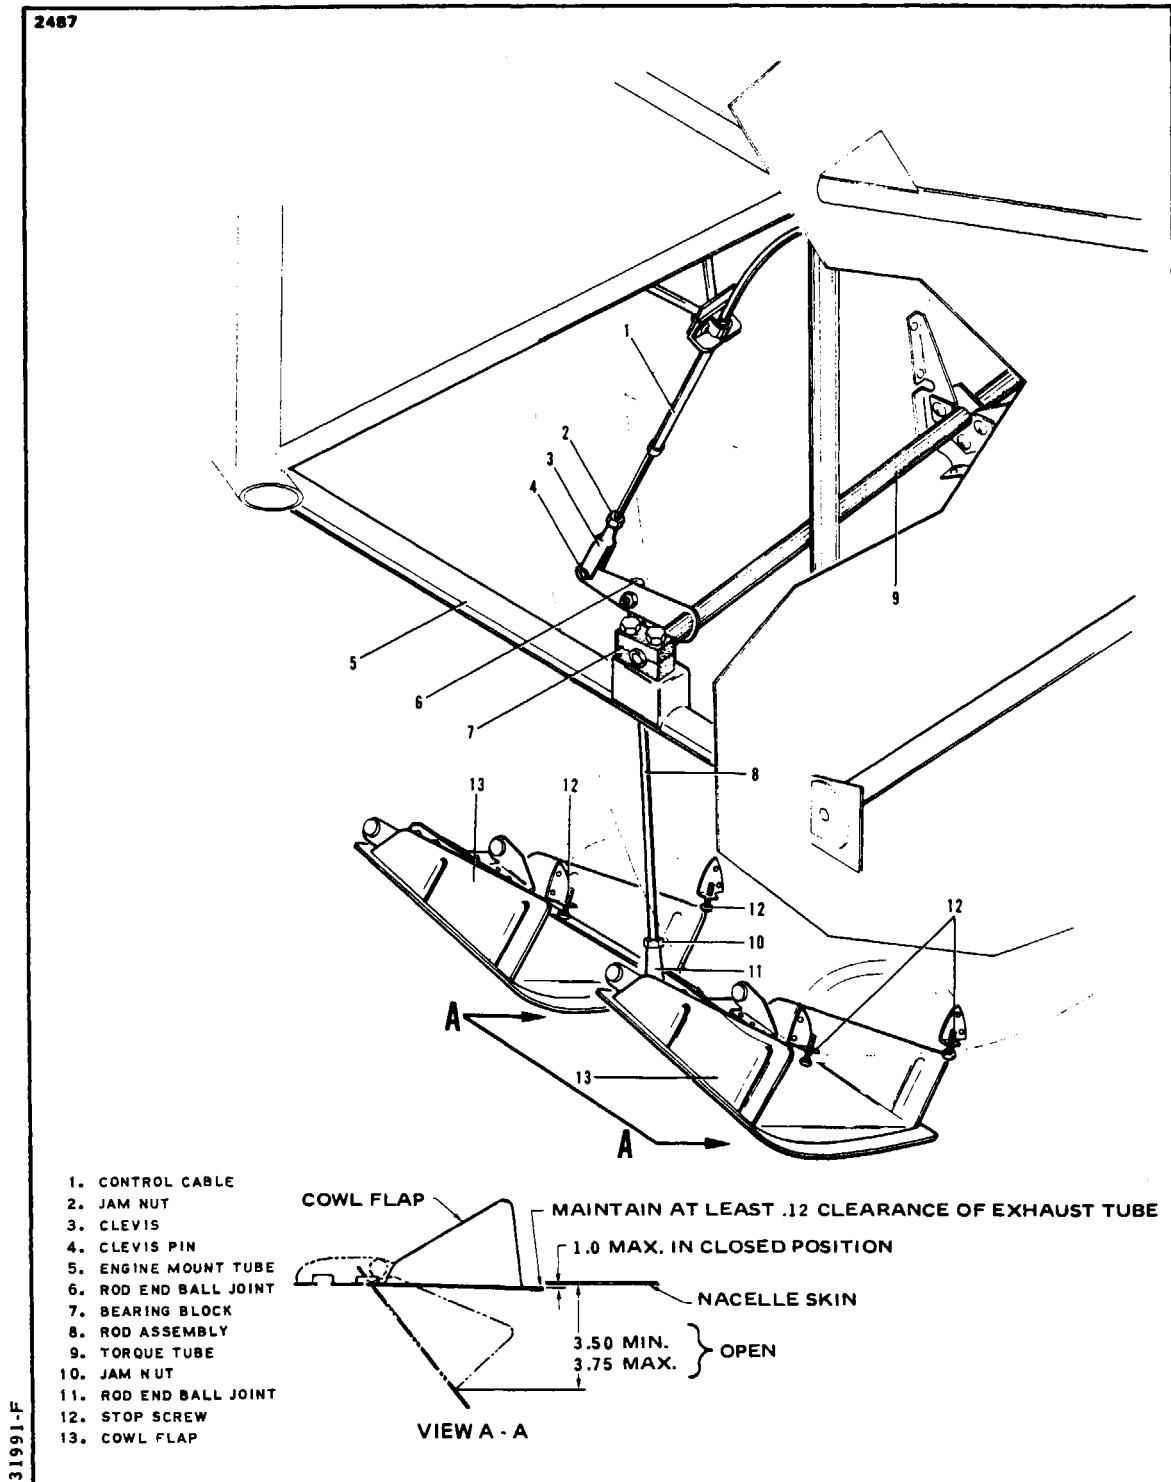 2487
1
2
3
4
5
6
7
8
9
13
12
12
12
10
11
A
13
A
1. CONTROL CABLE
2. JAM NUT
3. CLEVIS
4. CLEVIS PIN
5. ENGINE MOUNT TUBE
6. ROD END BALL JOINT
7. BEARING BLOCK
8. ROD ASSEMBLY
9. TORQUE TUBE
10. JAM NUT
11. ROD END BALL JOINT
12. STOP SCREW
13. COWL FLAP
COWL FLAP
MAINTAIN AT LEAST .12 CLEARANCE OF EXHAUST TUBE
1.0 MAX. IN CLOSED POSITION
NACELLE SKIN
3.50 MIN.
3.75 MAX.
OPEN
VIEW A - A
31991-F